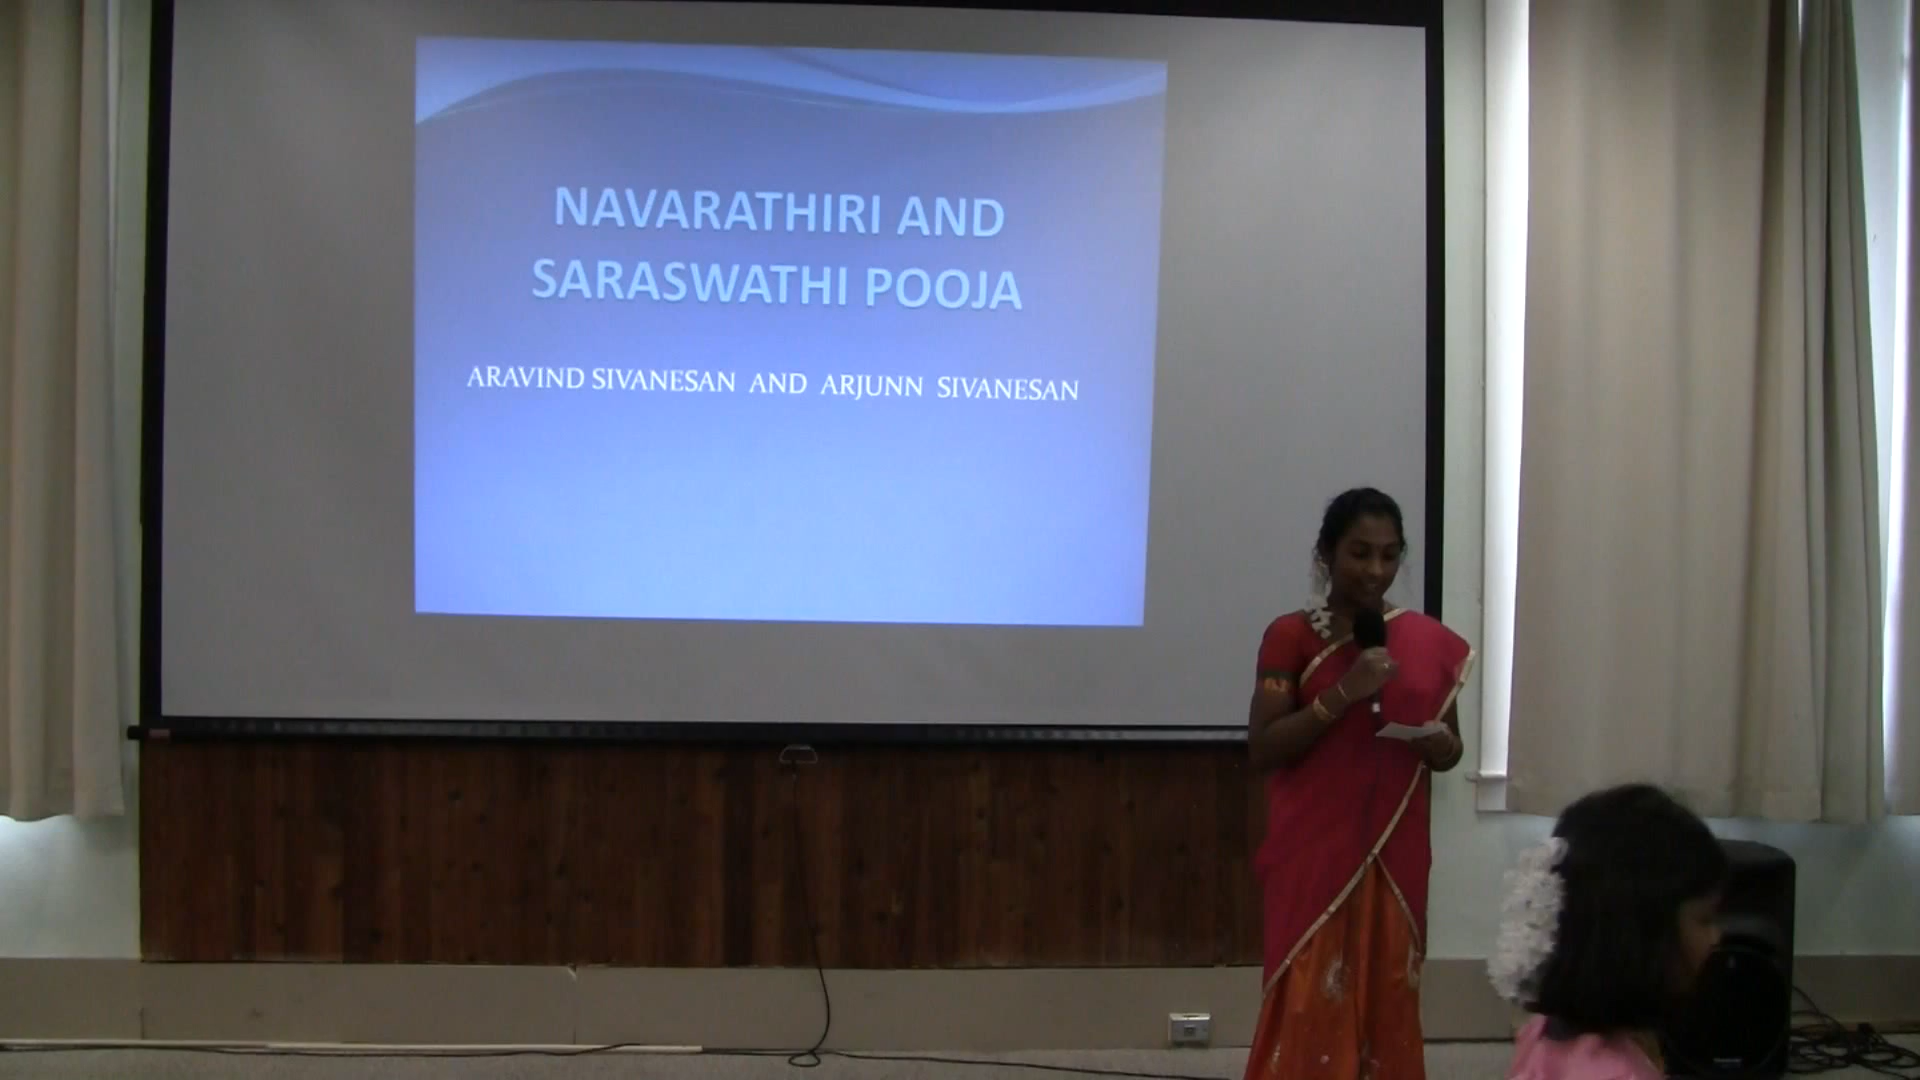 NAVARATHIRI AND
SARASWATHI POOJA
ARAVIND SIVANESAN AND ARJUNN SIVANESAN